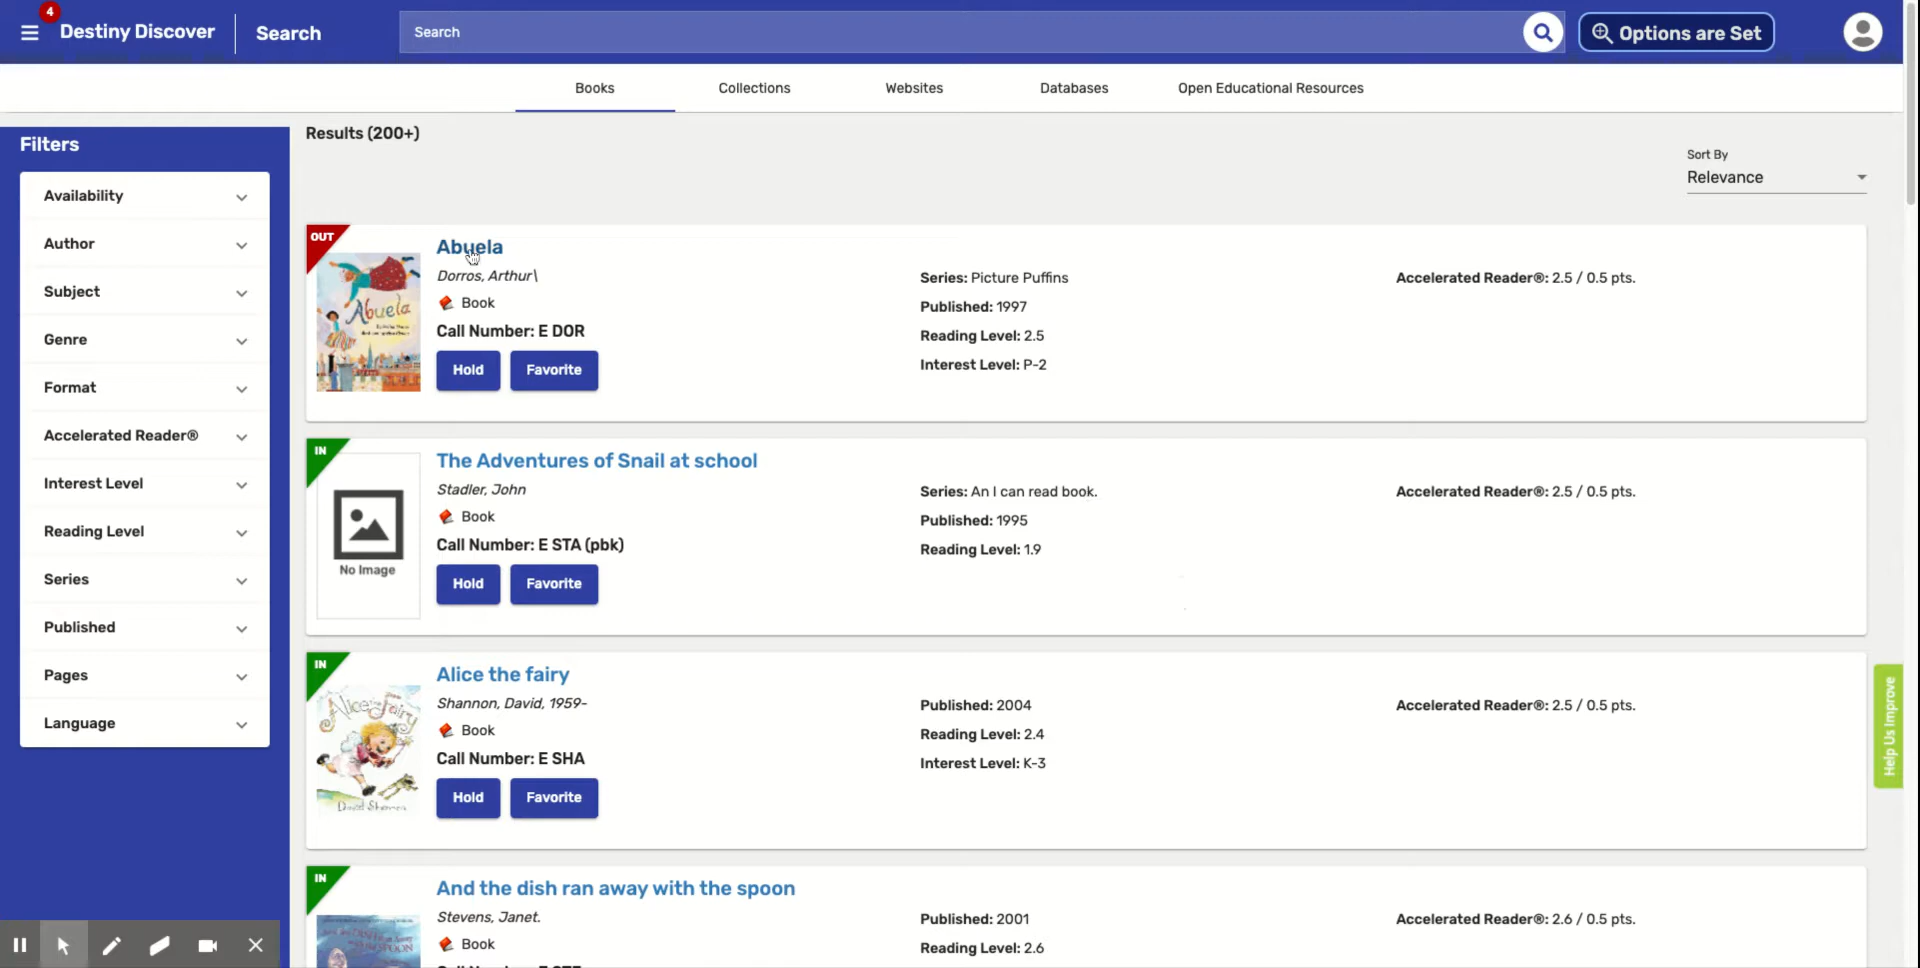 4
Destiny Discover
Search
Search
Options are Set
Books
Collections
Websites
Databases
Open Educational Resources
Filters
Availability
Author
Subject
Genre
Format
Accelerated Reader®
Interest Level
Reading Level
Series
Published
Pages
Language
Results (200+)
Sort By
Relevance
OUT
Abuela
Abuela
Dorros, Arthur\
Book
Call Number: E DOR
Hold
Favorite
Series: Picture Puffins
Published: 1997
Reading Level: 2.5
Interest Level: P-2
Accelerated Reader®: 2.5 / 0.5 pts.
IN
No Image
The Adventures of Snail at school
Stadler, John
Book
Call Number: E STA (pbk)
Hold
Favorite
Series: An I can read book.
Published: 1995
Reading Level: 1.9
Accelerated Reader®: 2.5 / 0.5 pts.
IN
Alice the fairy
David Shannon
Alice the fairy
Shannon, David, 1959-
Book
Call Number: E SHA
Hold
Favorite
Published: 2004
Reading Level: 2.4
Interest Level: K-3
Accelerated Reader®: 2.5 / 0.5 pts.
IN
And the dish ran away with the spoon
Stevens, Janet.
Book
Published: 2001
Reading Level: 2.6
Accelerated Reader®: 2.6 / 0.5 pts.
Help Us Improve